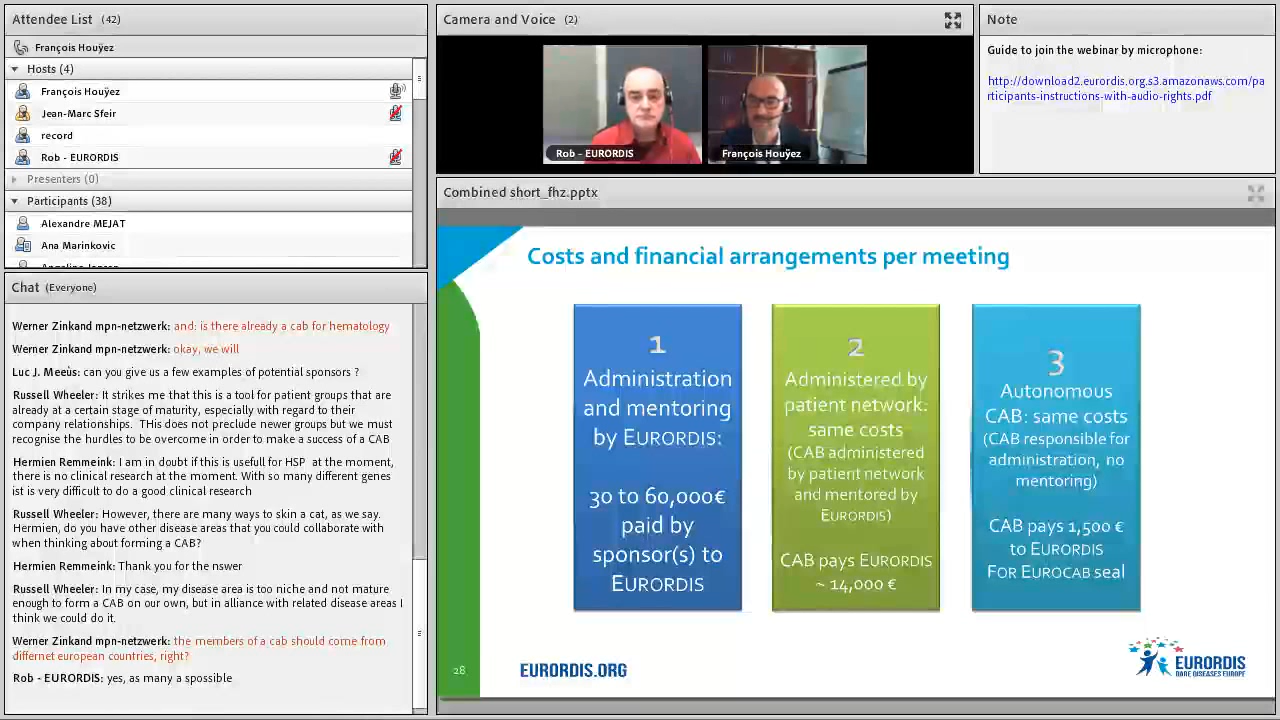 Attendee List (42)
François Houÿez
Hosts (4)
François Houÿez
Jean-Marc Sfeir
record
Rob - EURORDIS
Presenters (0)
Participants (38)
Alexandre MEJAT
Ana Marinkovic
Chat (Everyone)
Werner Zinkand mpn-netzwerk: and: is there already a cab for hematology
Werner Zinkand mpn-netzwerk: okay, we will
Luc J. Meeùs: can you give us a few examples of potential sponsors ?
Russell Wheeler: It strikes me that this is a tool for patient groups that are
already at a certain stage of maturity, especially with regard to their
company relationships. This does not preclude newer groups but we must
recognise the hurdles to be overcome in order to make a success of a CAB
Hermien Remmeink: I am in doubt if this is usefull for HSP at the moment,
there is no clinical research at the moment. With so many different genes
ist is very difficult to do a good clinical research
Russell Wheeler: However, there are many ways to skin a cat, as we say.
Hermien, do you have other disease areas that you could collaborate with
when thinking about forming a CAB?
Hermien Remmeink: Thank you for the answer
Russell Wheeler: In my case, my disease area is too niche and not mature
enough to form a CAB on our own, but in alliance with related disease areas I
think we could do it.
Werner Zinkand mpn-netzwerk: the members of a cab should come from
differnet european countries, right?
Rob - EURORDIS: yes, as many a spossible
Camera and Voice (2)
Rob - EURORDIS
François Houÿez
Note
Guide to join the webinar by microphone:
http://download2.eurordis.org.s3.amazonaws.com/pa
rticipants-instructions-with-audio-rights.pdf
Combined short_fhz.pptx
Costs and financial arrangements per meeting
1
Administration
and mentoring
by EURORDIS:
30 to 60,000€
paid by
sponsor(s) to
EURORDIS
2
Administered by
patient network:
same costs
(CAB administered
by patient network
and mentored by
EURORDIS)
CAB pays EURORDIS
~ 14,000 €
3
Autonomous
CAB: same costs
(CAB responsible for
administration, no
mentoring)
CAB pays 1,500 €
to EURORDIS
FOR EUROCAB seal
28
EURORDIS.ORG
EURORDIS
RARE DISEASES EUROPE